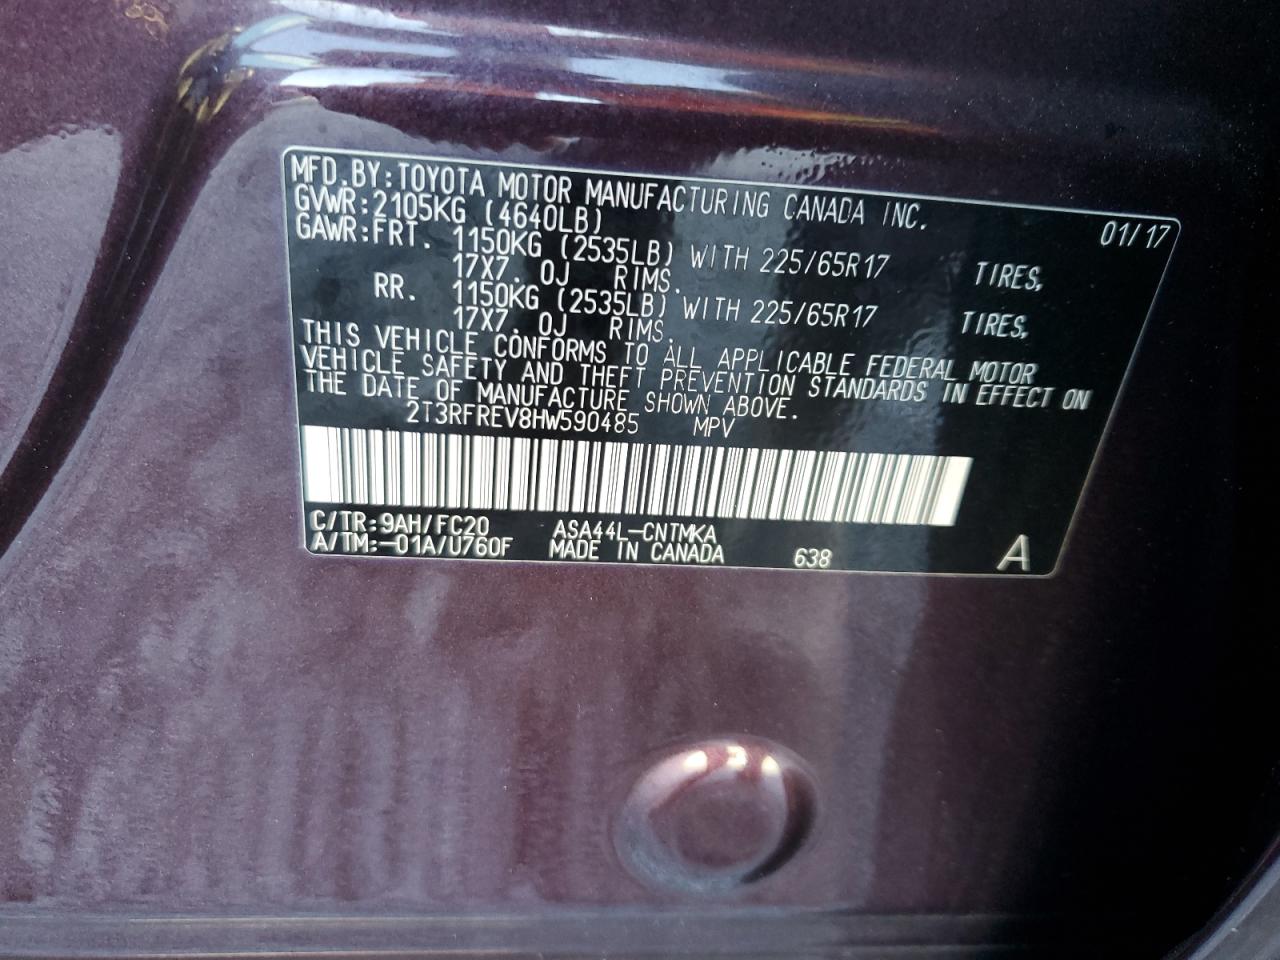 MFD.BY:TOYOTA MOTOR MANUFACTURING CANADA INC. 01/17
GVWR:2105KG (4640LB)
GAWR:FRT. 1150KG (2535LB) WITH 225/65R17 TIRES,
17X7.0J RIMS.
RR. 1150KG (2535LB) WITH 225/65R17 TIRES,
17X7.0J RIMS.
THIS VEHICLE CONFORMS TO ALL APPLICABLE FEDERAL MOTOR
VEHICLE SAFETY AND THEFT PREVENTION STANDARDS IN EFFECT ON
THE DATE OF MANUFACTURE SHOWN ABOVE.
2T3RFREV8HW590485 MPV
C/TR:9AH/FC20 ASA44L-CNTMKA
A/TM:-01A/U760F MADE IN CANADA 638 A